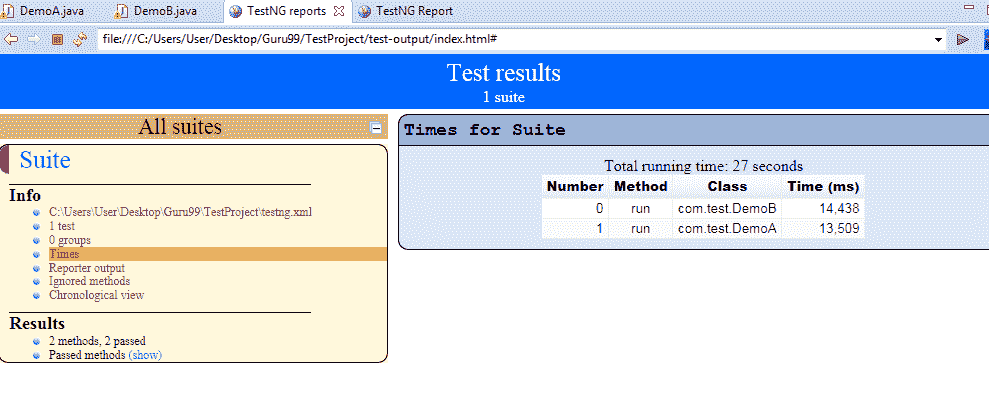 DemoA.java DemoB.java TestNG reports TestNG Report
file:///C:/Users/User/Desktop/Guru99/TestProject/test-output/index.html#
Test results
1 suite
All suites
Suite
Info
C:\Users\User\Desktop\Guru99\TestProject\testng.xml
1 test
0 groups
Times
Reporter output
Ignored methods
Chronological view
Results
2 methods, 2 passed
Passed methods (show)
Times for Suite
Total running time: 27 seconds
Number Method Class Time (ms)
0 run com.test.DemoB 14,438
1 run com.test.DemoA 13,509